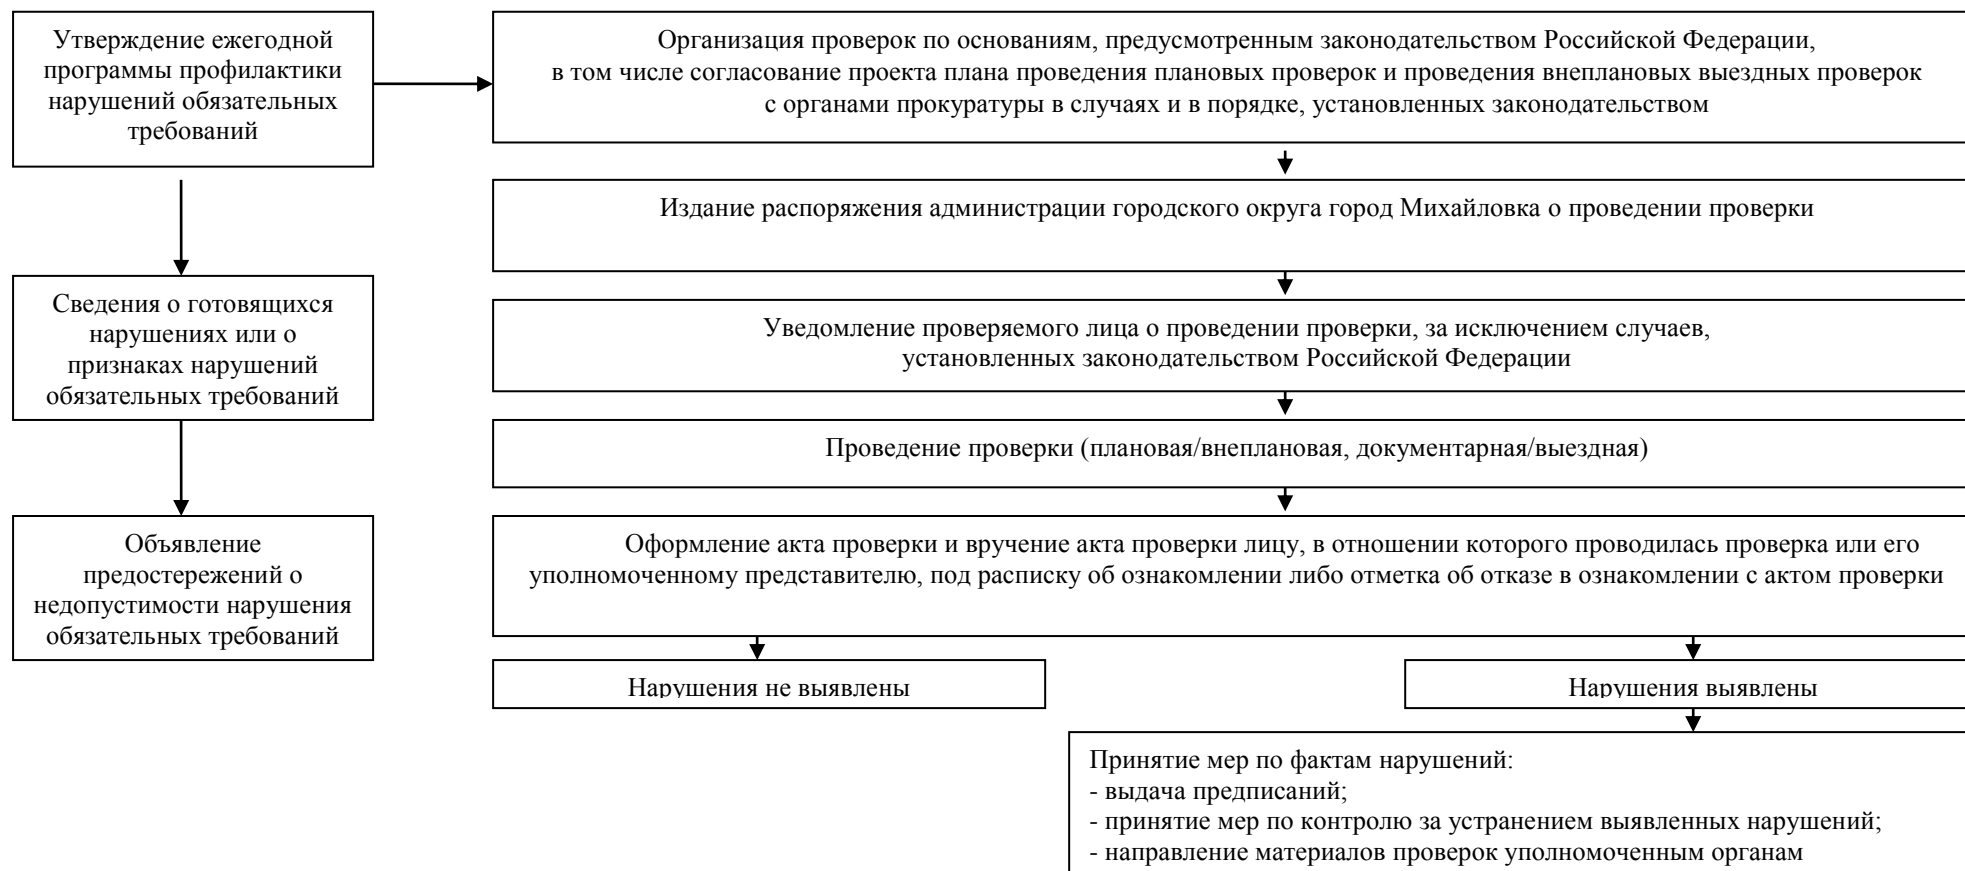 Утверждение ежегодной
программы профилактики
нарушений обязательных
требований
Организация проверок по основаниям, предусмотренным законодательством Российской Федерации,
в том числе согласование проекта плана проведения плановых проверок и проведения внеплановых выездных проверок
с органами прокуратуры в случаях и в порядке, установленных законодательством
Издание распоряжения администрации городского округа город Михайловка о проведении проверки
Сведения о готовящихся
нарушениях или о
признаках нарушений
обязательных требований
Уведомление проверяемого лица о проведении проверки, за исключением случаев,
установленных законодательством Российской Федерации
Проведение проверки (плановая/внеплановая, документарная/выездная)
Объявление
предостережений о
недопустимости нарушения
обязательных требований
Оформление акта проверки и вручение акта проверки лицу, в отношении которого проводилась проверка или его
уполномоченному представителю, под расписку об ознакомлении либо отметка об отказе в ознакомлении с актом проверки
Нарушения не выявлены
Нарушения выявлены
Принятие мер по фактам нарушений:
- выдача предписаний;
- принятие мер по контролю за устранением выявленных нарушений;
- направление материалов проверок уполномоченным органам